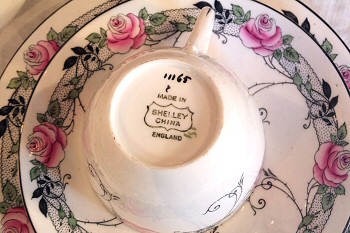 11165
MADE IN
SHELLEY
CHINA
ENGLAND